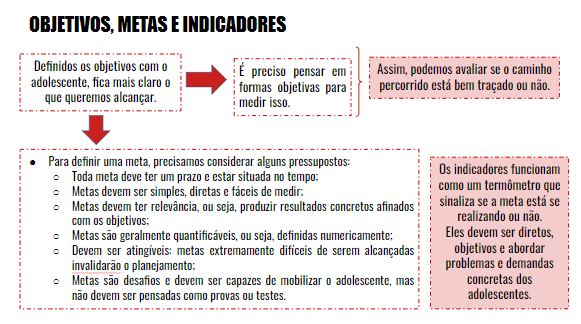 OBJETIVOS, METAS E INDICADORES
Definidos os objetivos com o
adolescente, fica mais claro o
que queremos alcançar.
É preciso pensar em
formas objetivas para
medir isso.
Assim, podemos avaliar se o caminho
percorrido está bem traçado ou não.
● Para definir uma meta, precisamos considerar alguns pressupostos:
○ Toda meta deve ter um prazo e estar situada no tempo;
○ Metas devem ser simples, diretas e fáceis de medir;
○ Metas devem ter relevância, ou seja, produzir resultados concretos afinados
com os objetivos;
○ Metas são geralmente quantificáveis, ou seja, definidas numericamente;
○ Devem ser atingíveis: metas extremamente difíceis de serem alcançadas
invalidarão o planejamento;
○ Metas são desafios e devem ser capazes de mobilizar o adolescente, mas
não devem ser pensadas como provas ou testes.
Os indicadores funcionam
como um termômetro que
sinaliza se a meta está se
realizando ou não.
Eles devem ser diretos,
objetivos e abordar
problemas e demandas
concretas dos
adolescentes.